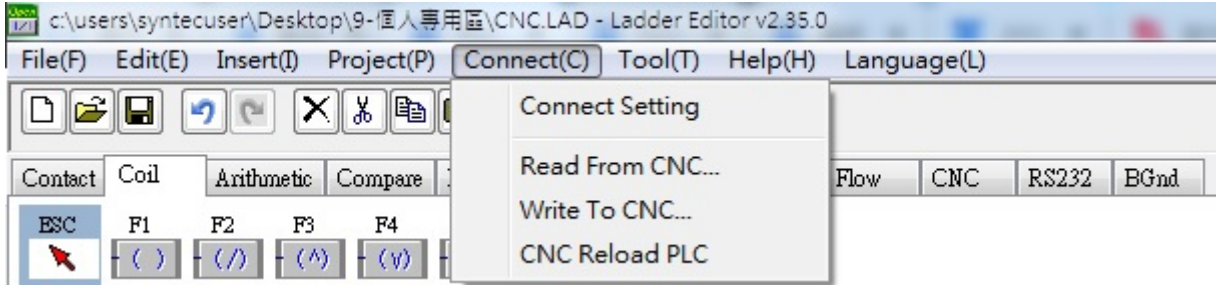 c:\users\syntecuser\Desktop\9-個人專用區\CNC.LAD - Ladder Editor v2.35.0
File(F) Edit(E) Insert(I) Project(P) Connect(C) Tool(T) Help(H) Language(L)
Connect Setting
Read From CNC...
Write To CNC...
CNC Reload PLC
Contact Coil Arithmetic Compare Flow CNC RS232 BGnd
ESC F1 F2 F3 F4
( ) (/) (^) (v)